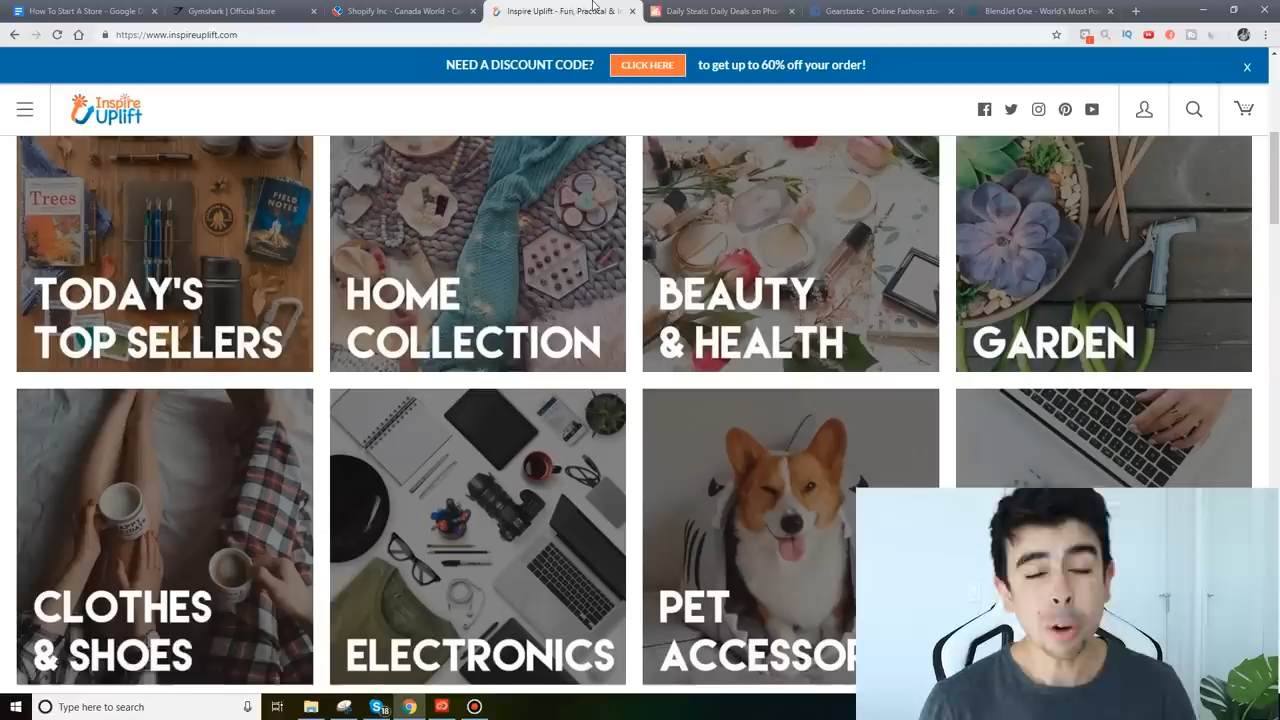 How To Start A Store - Google D
Gymshark | Official Store
Shopify Inc - Canada World - Ca
Inspire Uplift - Fun, Practical & In
Daily Steals: Daily Deals on Pho
Gearstastic - Online Fashion sto
BlendJet One - World's Most Po
https://www.inspireuplift.com
NEED A DISCOUNT CODE? CLICK HERE to get up to 60% off your order! X
Inspire
Uplift
Trees
FIELD
NOTES
TODAY'S
TOP SELLERS
HOME
COLLECTION
BEAUTY
& HEALTH
GARDEN
CLOTHES
& SHOES
ELECTRONICS
PET
ACCESSOR
Type here to search
18